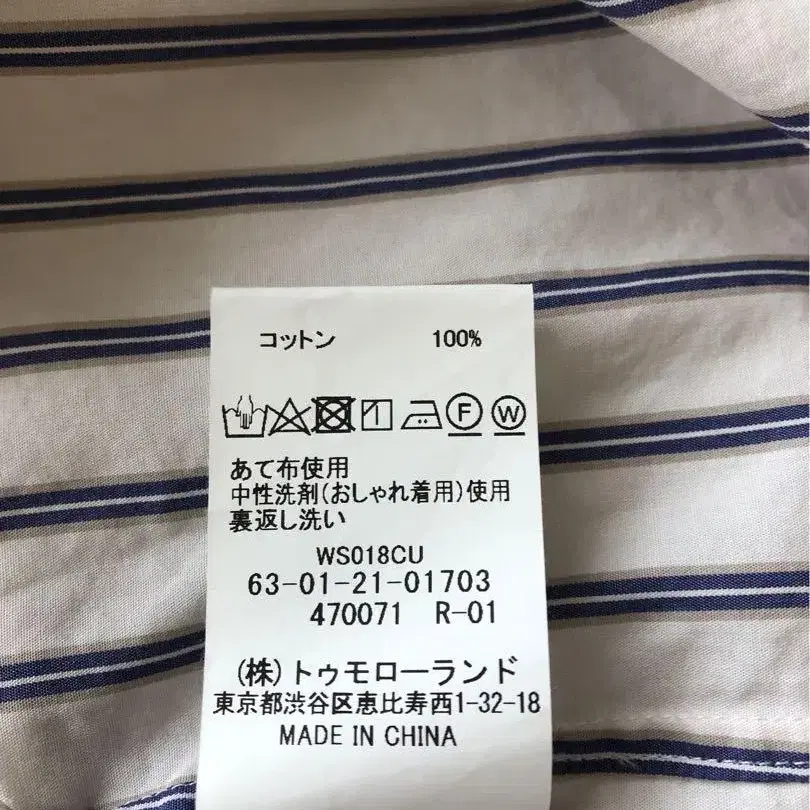 コットン 100%
F W
あて布使用
中性洗剤(おしゃれ着用)使用
裏返し洗い
WS018CU
63-01-21-01703
470071 R-01
(株)トゥモローランド
東京都渋谷区恵比寿西1-32-18
MADE IN CHINA